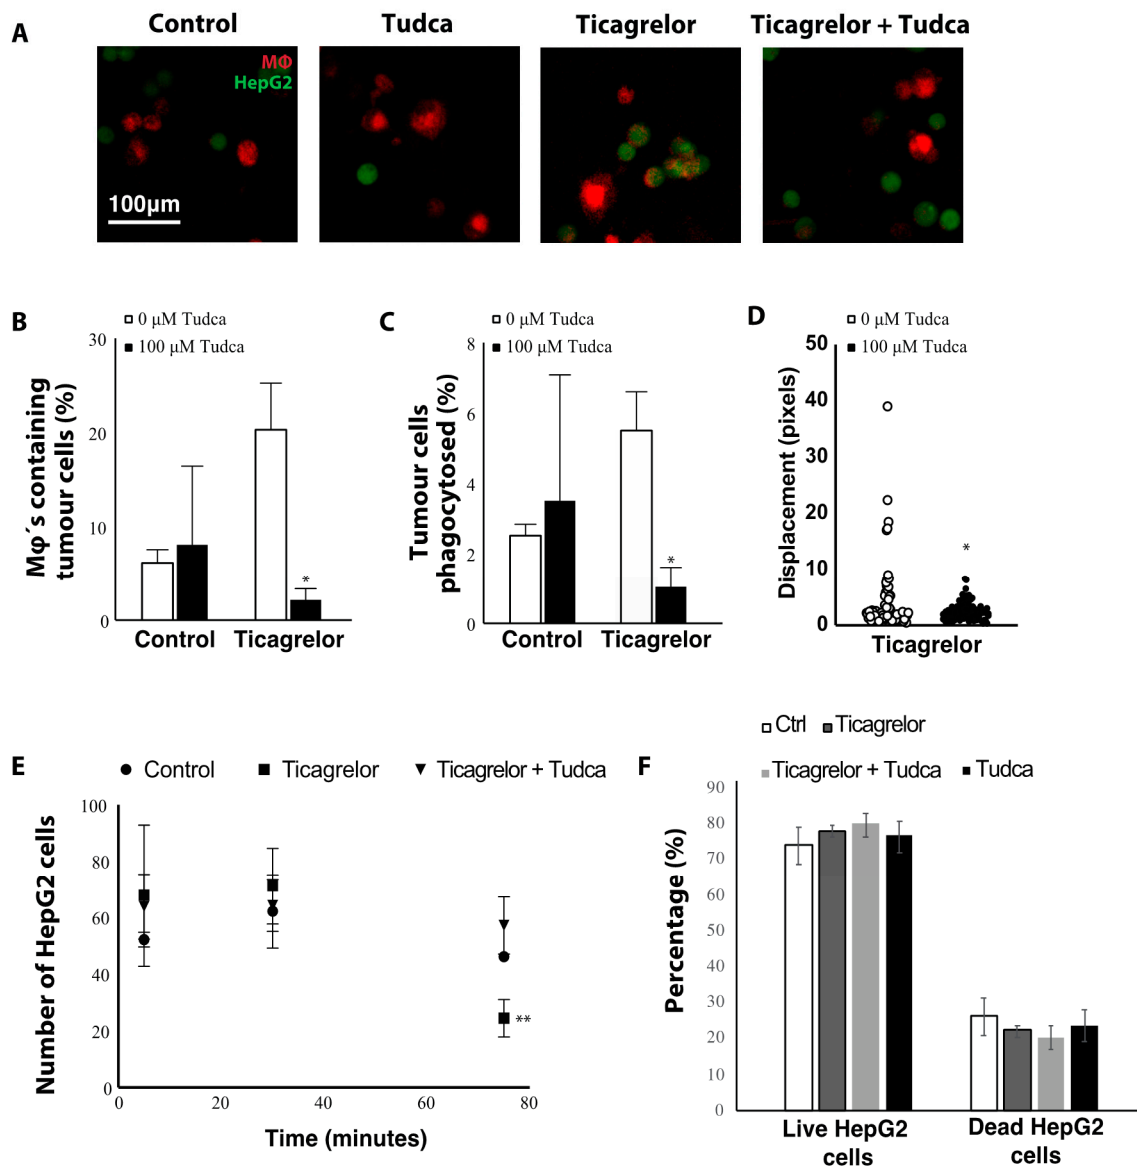 A
Control
Tudca
Ticagrelor
Ticagrelor + Tudca
MΦ
HepG2
100μm
B
0 μM Tudca
100 μM Tudca
Mφ´s containing
tumour cells (%)
30
20
10
0
Control
Ticagrelor
*
C
0 μM Tudca
100 μM Tudca
Tumour cells
phagocytosed (%)
8
6
4
2
0
Control
Ticagrelor
*
D
0 μM Tudca
100 μM Tudca
Displacement (pixels)
50
40
30
20
10
0
*
Ticagrelor
E
Control
Ticagrelor
Ticagrelor + Tudca
Number of HepG2 cells
100
80
60
40
20
0
**
0
20
40
60
80
Time (minutes)
Ctrl
Ticagrelor
F
Ticagrelor + Tudca
Tudca
Percentage (%)
90
80
70
60
50
40
30
20
10
0
Live HepG2
cells
Dead HepG2
cells